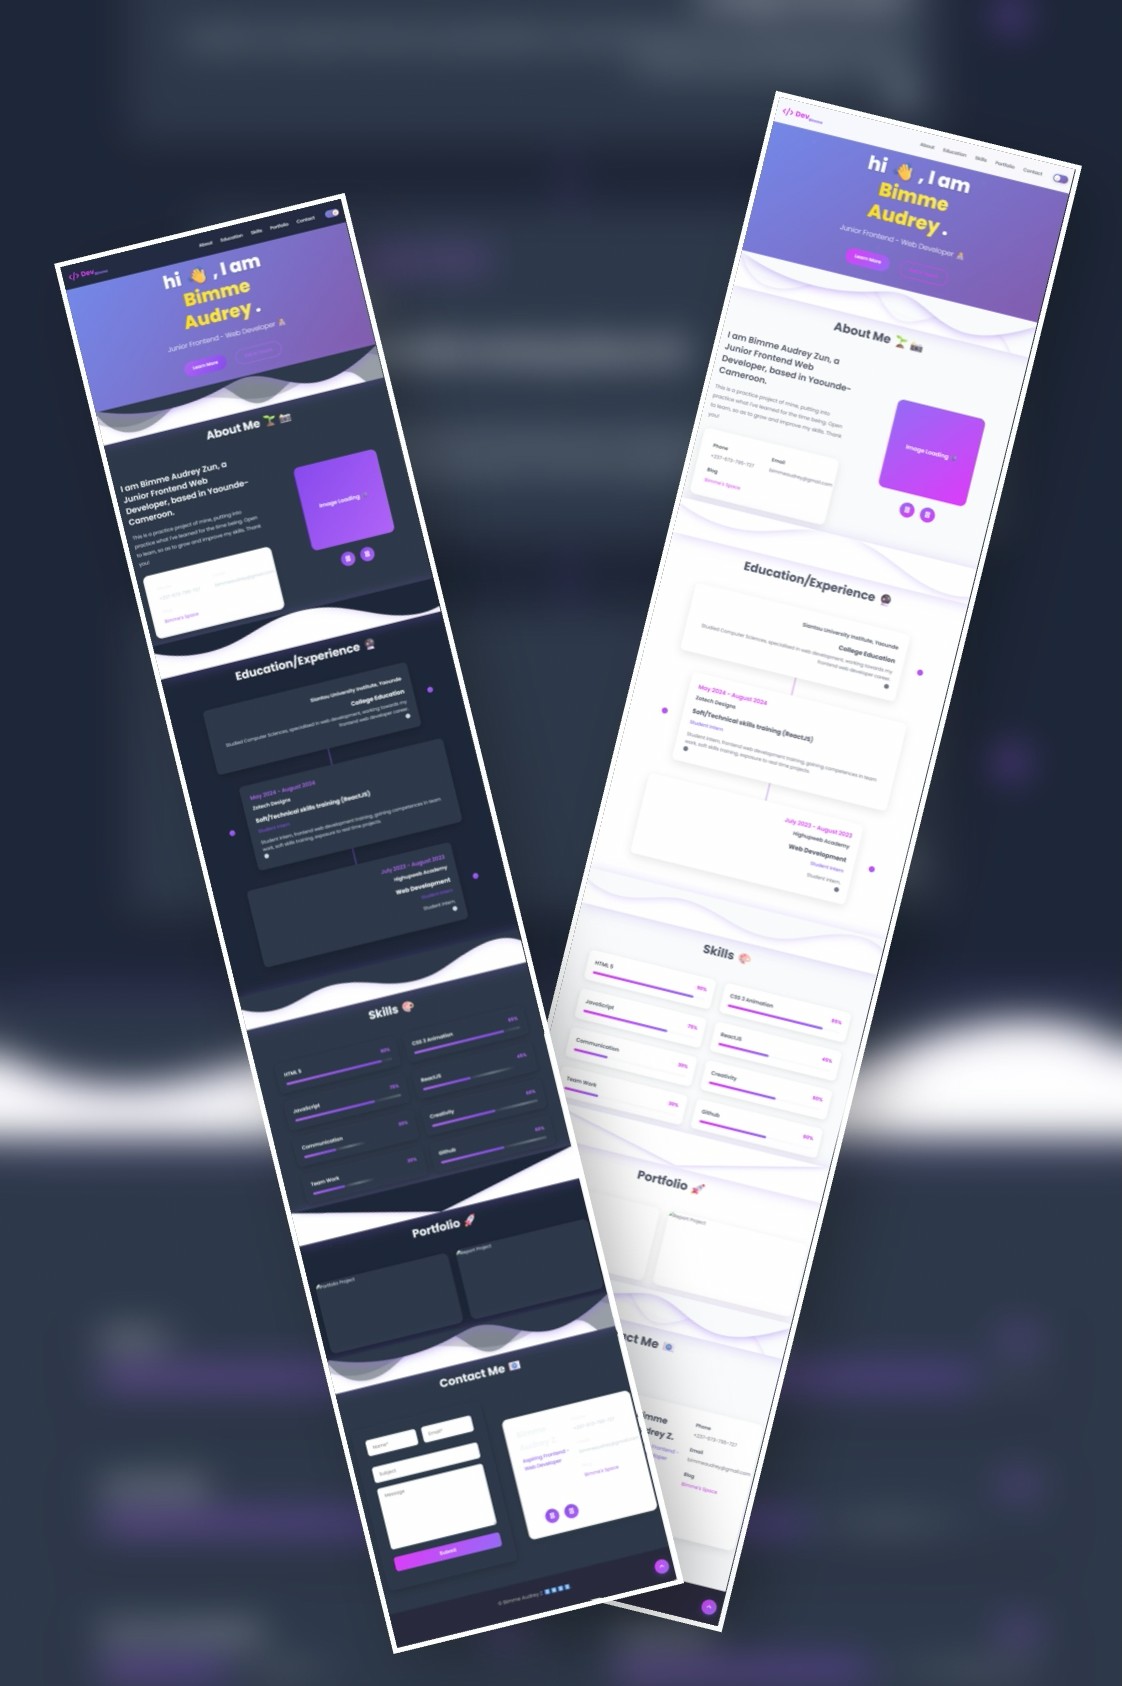 </> Dev
About Education Skills Portfolio Contact
hi 👋 , I am
Bimme
Audrey .
Junior Frontend - Web Developer
Learn More
About Me
I am Bimme Audrey Zun, a
Junior Frontend Web
Developer, based in Yaounde-
Cameroon.
This is a practice project of mine, putting into
practice what I've learned for the time being. Open
to learn, so as to grow and improve my skills. Thank
you!
Bimme's Space
Image Loading
Education/Experience
Siantou University Institute, Yaounde
College Education
Studied Computer Sciences, specialised in web development, working towards my
frontend web developer career.
May 2024 - August 2024
Zotech Designs
Soft/Technical skills training (ReactJS)
Student Intern
Student Intern, frontend web development training, gaining competences in team
work, soft skills training, exposure to real time projects.
July 2023 - August 2023
Highupweb Academy
Web Development
Student Intern
Student Intern.
Skills
HTML 5 90%
CSS 3 Animation 85%
JavaScript 75%
ReactJS 45%
Communication 30%
Creativity 60%
Team Work 30%
Github 60%
Portfolio
Portfolio Project
Report Project
Contact Me
Name*
Email*
Subject
Message
Submit
Aspiring Frontend -
Web Developer
Bimme's Space
© Bimme Audrey Z
</> Dev
About Education Skills Portfolio Contact
hi 👋 , I am
Bimme
Audrey .
Junior Frontend - Web Developer
Learn More
About Me
I am Bimme Audrey Zun, a
Junior Frontend Web
Developer, based in Yaounde-
Cameroon.
This is a practice project of mine, putting into
practice what I've learned for the time being. Open
to learn, so as to grow and improve my skills. Thank
you!
Phone
Email
bimmeaudrey@gmail.com
Blog
Bimme's Space
Image Loading
Education/Experience
Siantou University Institute, Yaounde
College Education
Studied Computer Sciences, specialised in web development, working towards my
frontend web developer career.
May 2024 - August 2024
Zotech Designs
Soft/Technical skills training (ReactJS)
Student Intern
Student Intern, frontend web development training, gaining competences in team
work, soft skills training, exposure to real time projects.
July 2023 - August 2023
Highupweb Academy
Web Development
Student Intern
Student Intern.
Skills
HTML 5 90%
CSS 3 Animation 85%
JavaScript 75%
ReactJS 45%
Communication 30%
Creativity 60%
Team Work 30%
Github 60%
Portfolio
Report Project
ct Me
imme
drey Z.
Frontend -
Phone
Email
bimmeaudrey@gmail.com
Blog
Bimme's Space